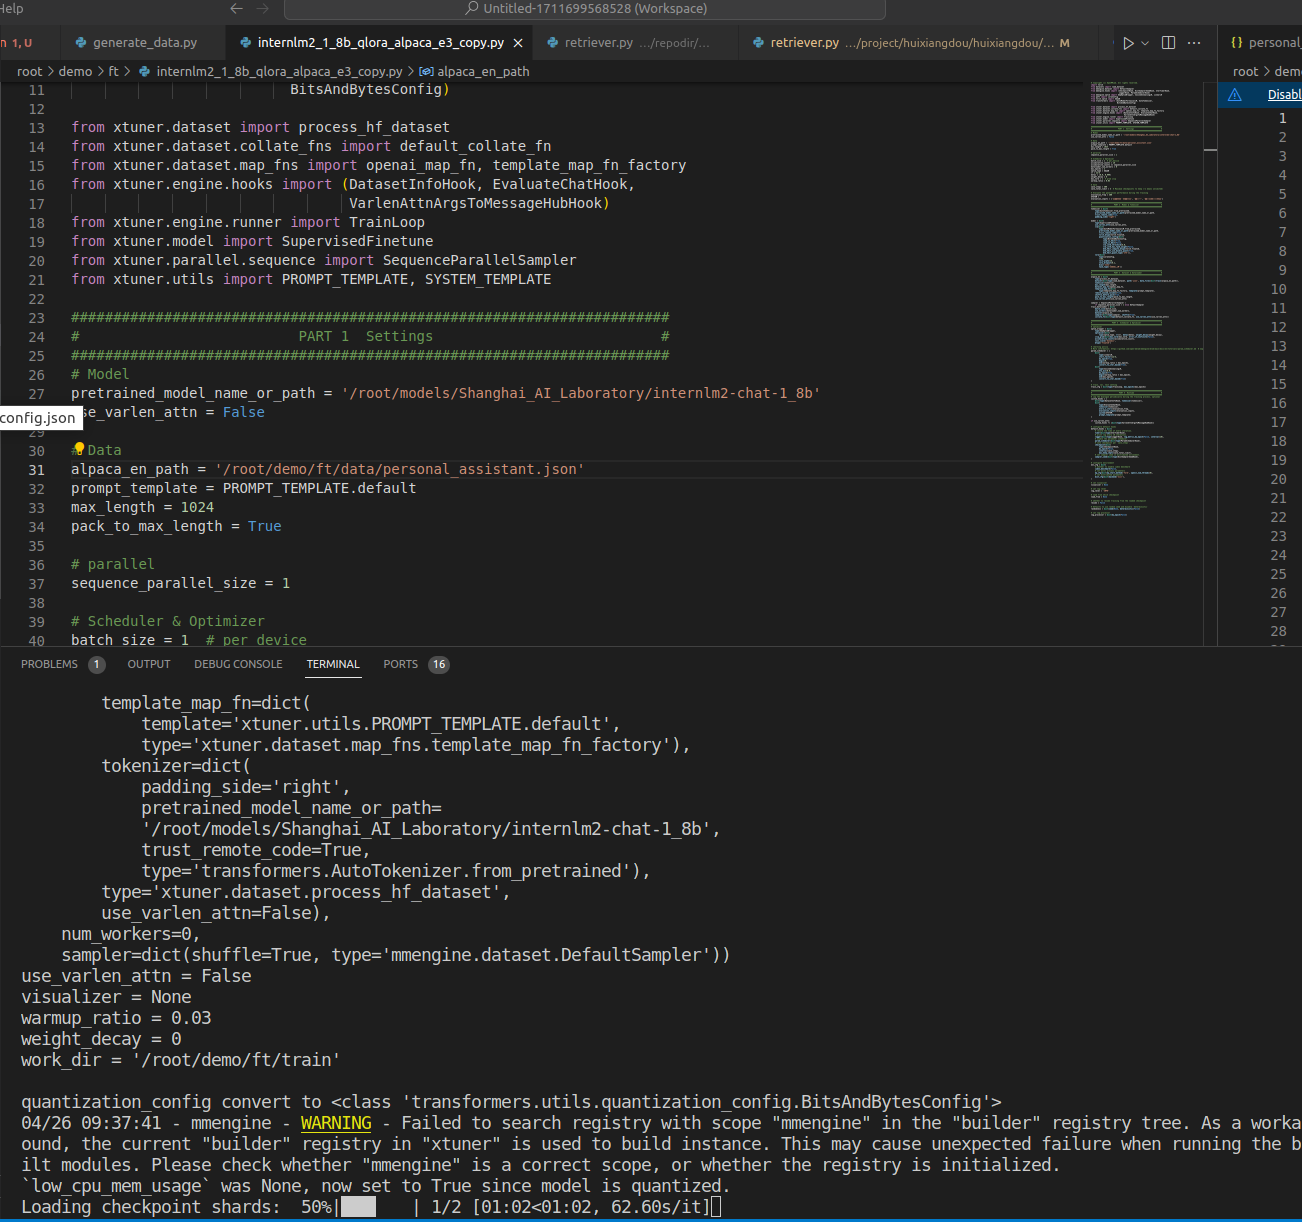 Help
Untitled-1711699568528 (Workspace)
n 1, U
generate_data.py
internlm2_1_8b_qlora_alpaca_e3_copy.py
retriever.py .../repodir/...
retriever.py .../project/huixiangdou/huixiangdou/... M
personal_
root > demo > ft > internlm2_1_8b_qlora_alpaca_e3_copy.py > alpaca_en_path
root > demo
Disabl
11 BitsAndBytesConfig)
12
13 from xtuner.dataset import process_hf_dataset
14 from xtuner.dataset.collate_fns import default_collate_fn
15 from xtuner.dataset.map_fns import openai_map_fn, template_map_fn_factory
16 from xtuner.engine.hooks import (DatasetInfoHook, EvaluateChatHook,
17 VarlenAttnArgsToMessageHubHook)
18 from xtuner.engine.runner import TrainLoop
19 from xtuner.model import SupervisedFinetune
20 from xtuner.parallel.sequence import SequenceParallelSampler
21 from xtuner.utils import PROMPT_TEMPLATE, SYSTEM_TEMPLATE
22
23 #######################################################################
24 # PART 1 Settings #
25 #######################################################################
26 # Model
27 pretrained_model_name_or_path = '/root/models/Shanghai_AI_Laboratory/internlm2-chat-1_8b'
config.json
se_varlen_attn = False
29
30 # Data
31 alpaca_en_path = '/root/demo/ft/data/personal_assistant.json'
32 prompt_template = PROMPT_TEMPLATE.default
33 max_length = 1024
34 pack_to_max_length = True
35
36 # parallel
37 sequence_parallel_size = 1
38
39 # Scheduler & Optimizer
40 batch_size = 1 # per_device
1
2
3
4
5
6
7
8
9
10
11
12
13
14
15
16
17
18
19
20
21
22
23
24
25
26
27
28
PROBLEMS 1 OUTPUT DEBUG CONSOLE TERMINAL PORTS 16
template_map_fn=dict(
template='xtuner.utils.PROMPT_TEMPLATE.default',
type='xtuner.dataset.map_fns.template_map_fn_factory'),
tokenizer=dict(
padding_side='right',
pretrained_model_name_or_path=
'/root/models/Shanghai_AI_Laboratory/internlm2-chat-1_8b',
trust_remote_code=True,
type='transformers.AutoTokenizer.from_pretrained'),
type='xtuner.dataset.process_hf_dataset',
use_varlen_attn=False),
num_workers=0,
sampler=dict(shuffle=True, type='mmengine.dataset.DefaultSampler'))
use_varlen_attn = False
visualizer = None
warmup_ratio = 0.03
weight_decay = 0
work_dir = '/root/demo/ft/train'
quantization_config convert to <class 'transformers.utils.quantization_config.BitsAndBytesConfig'>
04/26 09:37:41 - mmengine - WARNING - Failed to search registry with scope "mmengine" in the "builder" registry tree. As a worka
ound, the current "builder" registry in "xtuner" is used to build instance. This may cause unexpected failure when running the b
ilt modules. Please check whether "mmengine" is a correct scope, or whether the registry is initialized.
`low_cpu_mem_usage` was None, now set to True since model is quantized.
Loading checkpoint shards: 50%| | 1/2 [01:02<01:02, 62.60s/it]